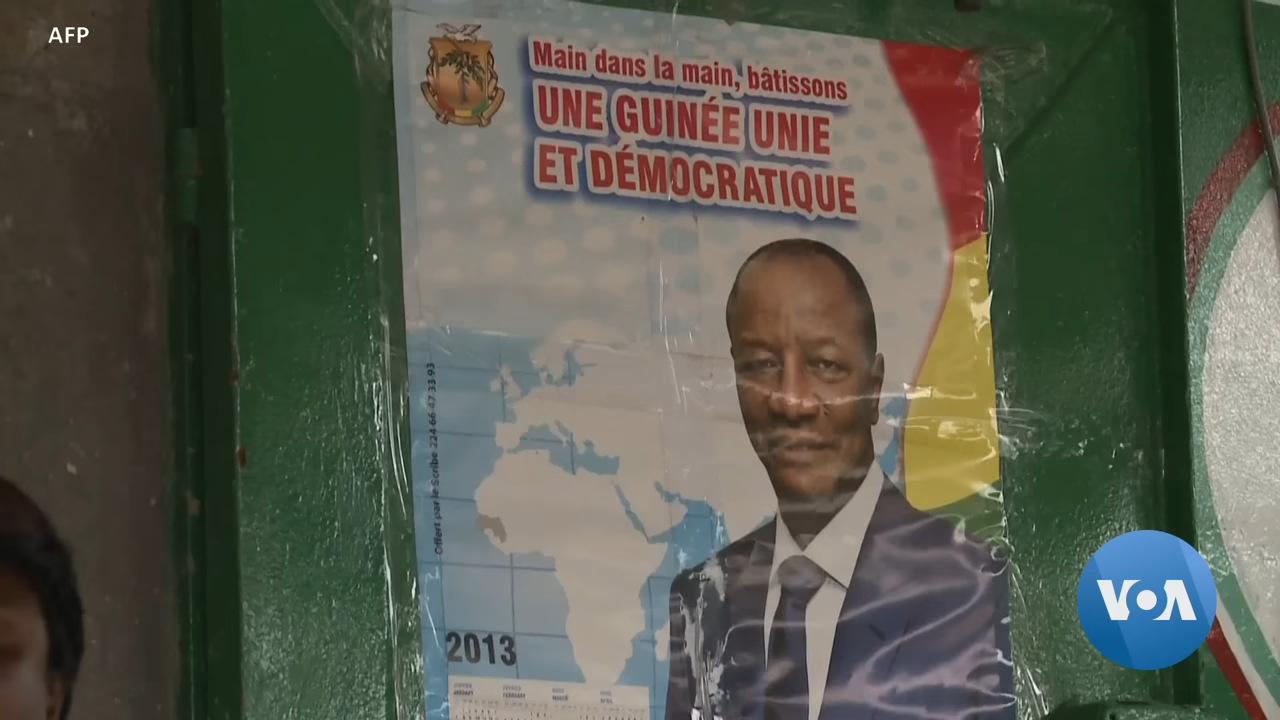 AFP
Main dans la main, bâtissons
UNE GUINÉE UNIE
ET DÉMOCRATIQUE
Offert par le Scribe 224 66 47 33 93
2013
VOA